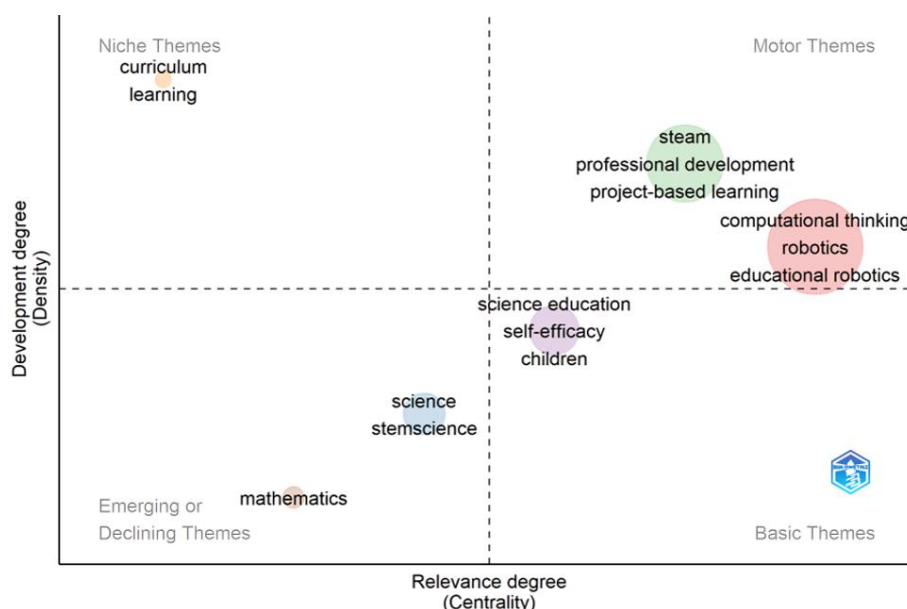 Niche Themes
curriculum
learning
Motor Themes
steam
professional development
project-based learning
computational thinking
robotics
educational robotics
Development degree
(Density)
science education
self-efficacy
children
science
stemscience
mathematics
Emerging or
Declining Themes
Basic Themes
Relevance degree
(Centrality)